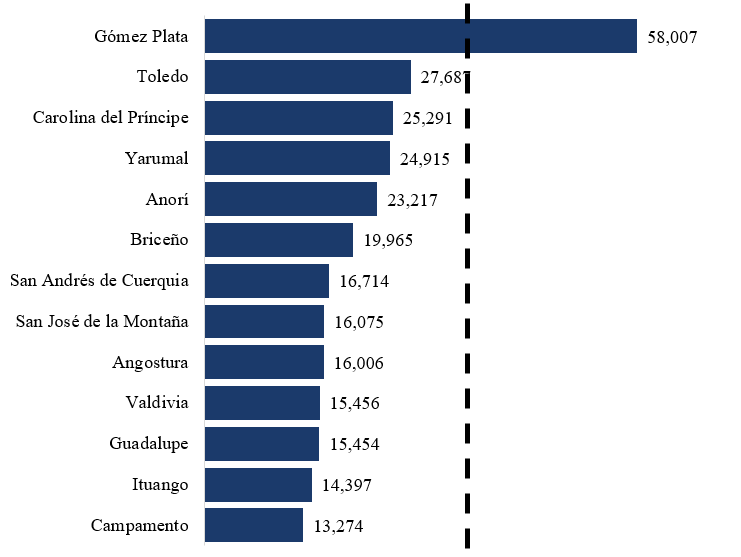 Gómez Plata 58,007
Toledo 27,687
Carolina del Príncipe 25,291
Yarumal 24,915
Anorí 23,217
Briceño 19,965
San Andrés de Cuerquia 16,714
San José de la Montaña 16,075
Angostura 16,006
Valdivia 15,456
Guadalupe 15,454
Ituango 14,397
Campamento 13,274